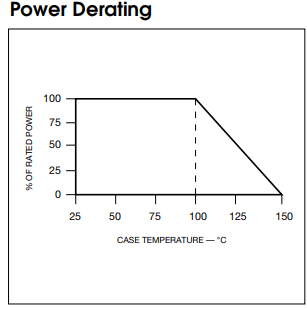 Power Derating
% OF RATED POWER
100
75
50
25
0
25 50 75 100 125 150
CASE TEMPERATURE — °C